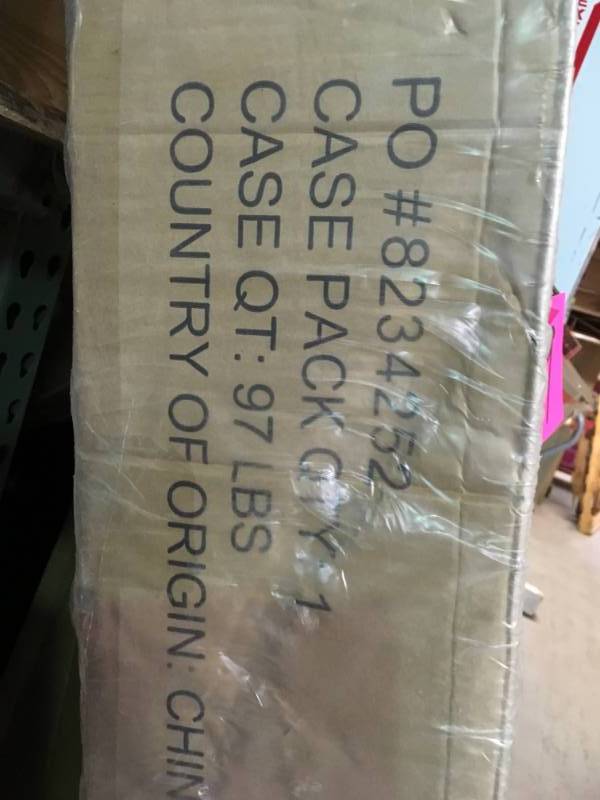 PO #8234252
CASE PACK QTY: 1
CASE QT: 97 LBS
COUNTRY OF ORIGIN: CHIN